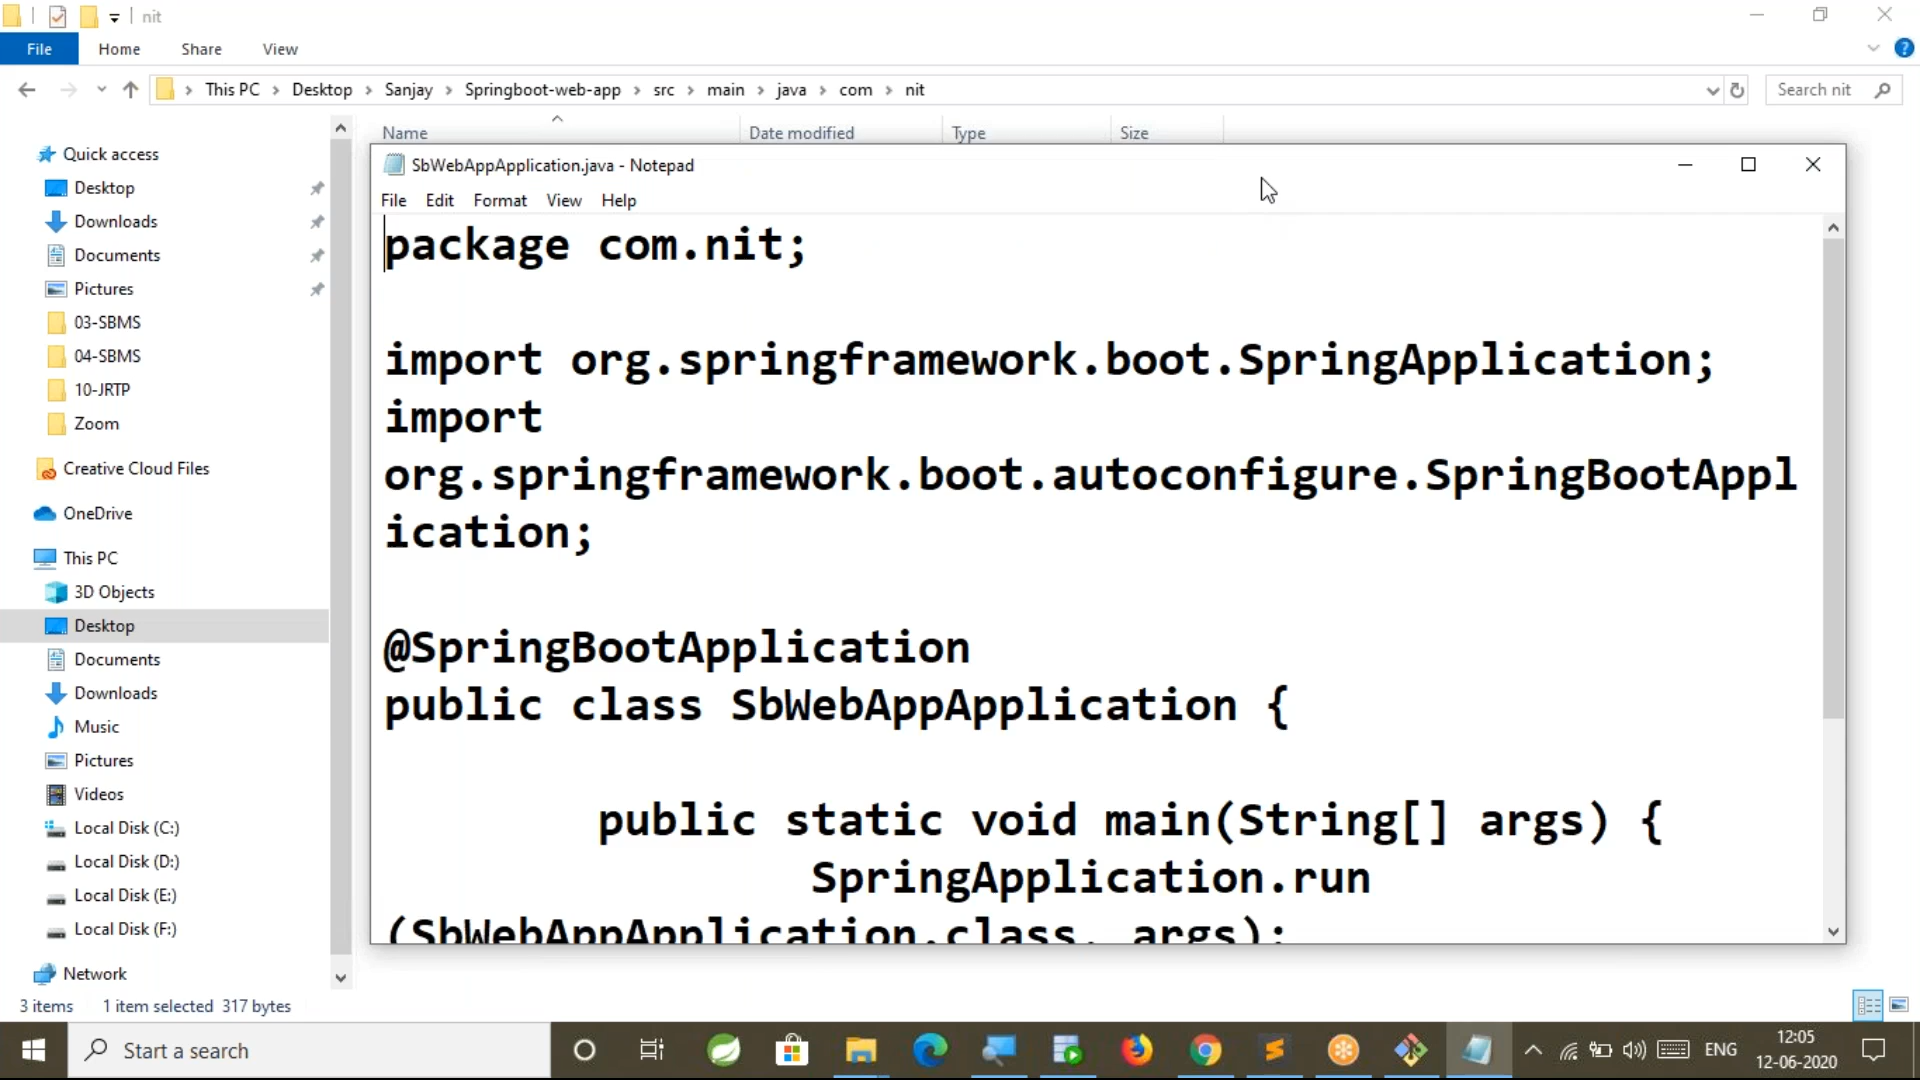 nit
File Home Share View
This PC Desktop Sanjay Springboot-web-app src main java com nit
Search nit
Name Date modified Type Size
Quick access
Desktop
Downloads
Documents
Pictures
03-SBMS
04-SBMS
10-JRTP
Zoom
Creative Cloud Files
OneDrive
This PC
3D Objects
Desktop
Documents
Downloads
Music
Pictures
Videos
Local Disk (C:)
Local Disk (D:)
Local Disk (E:)
Local Disk (F:)
Network
3 items 1 item selected 317 bytes
SbWebAppApplication.java - Notepad
File Edit Format View Help
package com.nit;
import org.springframework.boot.SpringApplication;
import
org.springframework.boot.autoconfigure.SpringBootAppl
ication;
@SpringBootApplication
public class SbWebAppApplication {
public static void main(String[] args) {
SpringApplication.run
(SbWebAppApplication.class, args);
Start a search
ENG
12:05
12-06-2020